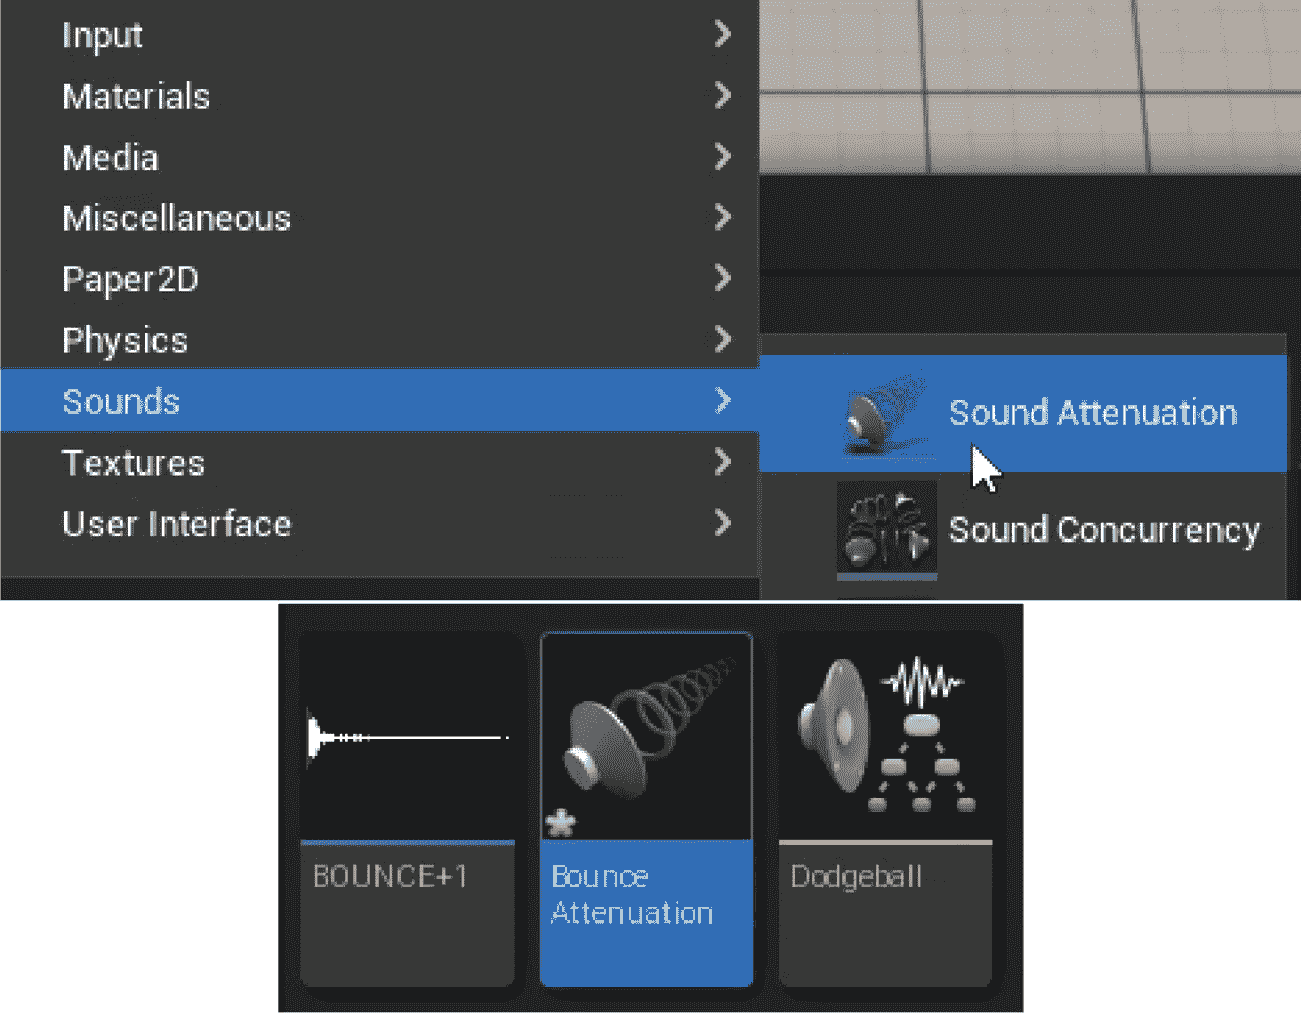 Input
Materials
Media
Miscellaneous
Paper2D
Physics
Sounds
Textures
User Interface
Sound Attenuation
Sound Concurrency
BOUNCE+1
Bounce
Attenuation
Dodgeball